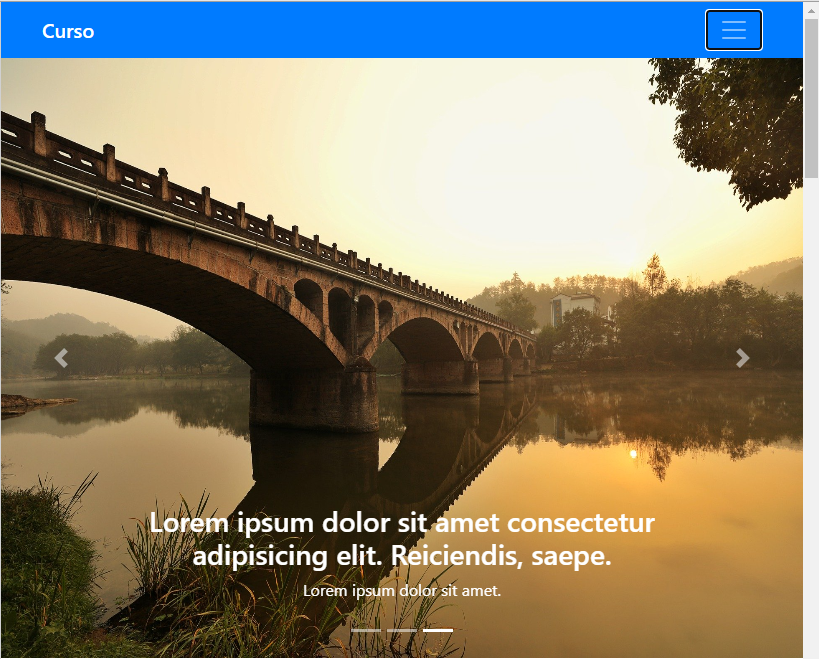 Curso
Lorem ipsum dolor sit amet consectetur
adipisicing elit. Reiciendis, saepe.
Lorem ipsum dolor sit amet.